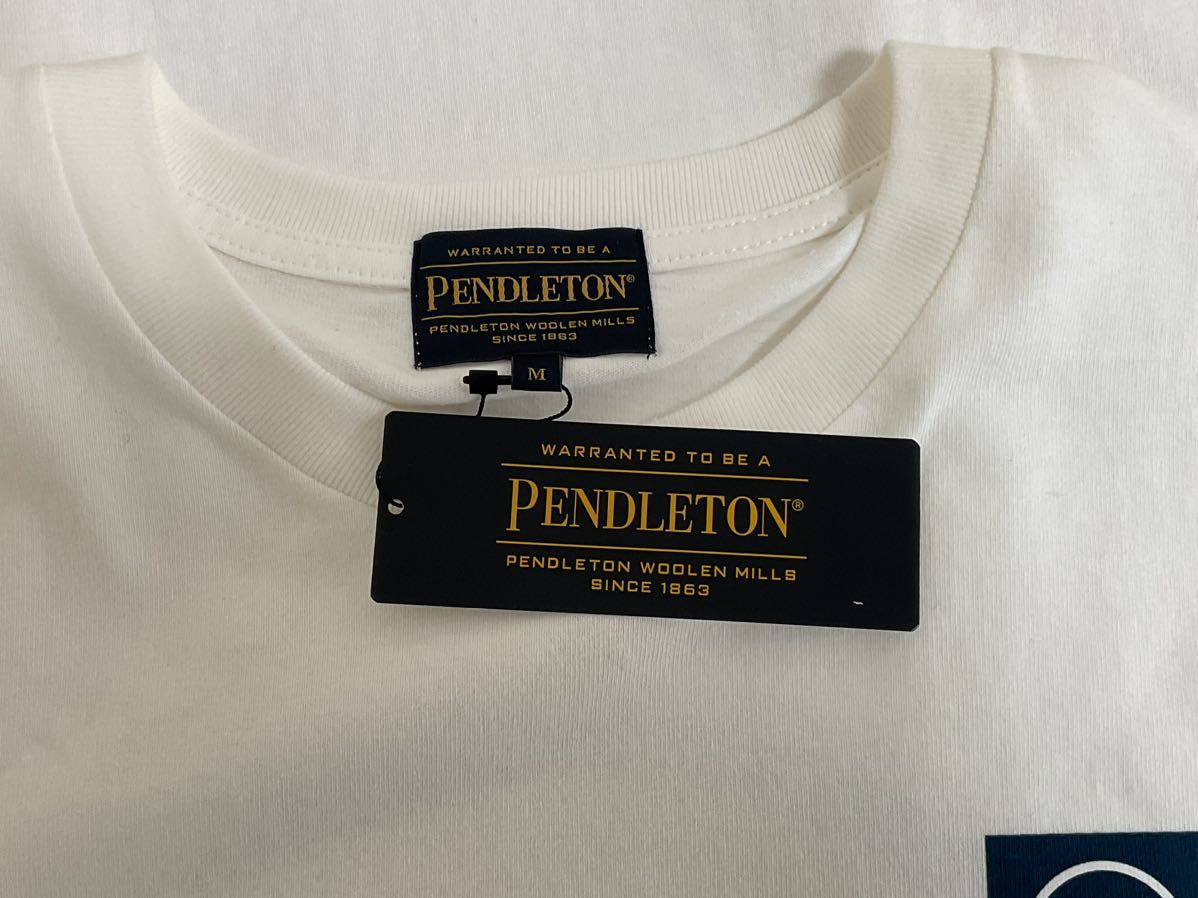 WARRANTED TO BE A
PENDLETON®
PENDLETON WOOLEN MILLS
SINCE 1863
M
WARRANTED TO BE A
PENDLETON®
PENDLETON WOOLEN MILLS
SINCE 1863